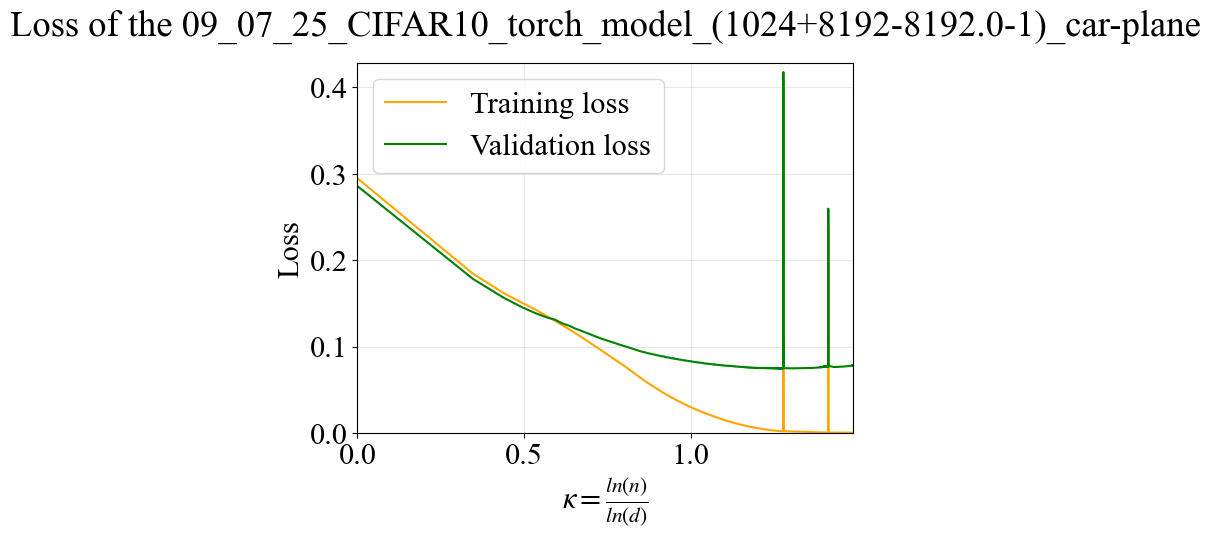 Loss of the 09_07_25_CIFAR10_torch_model_(1024+8192-8192.0-1)_car-plane
Training loss
Validation loss
Loss
0.4
0.3
0.2
0.1
0.0
0.0 0.5 1.0
κ = ln(n)/ln(d)